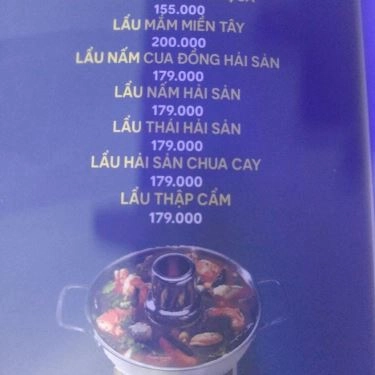 155.000
LẨU MẮM MIỀN TÂY
200.000
LẨU NẤM CUA ĐỒNG HẢI SẢN
179.000
LẨU NẤM HẢI SẢN
179.000
LẨU THÁI HẢI SẢN
179.000
LẨU HẢI SẢN CHUA CAY
179.000
LẨU THẬP CẨM
179.000